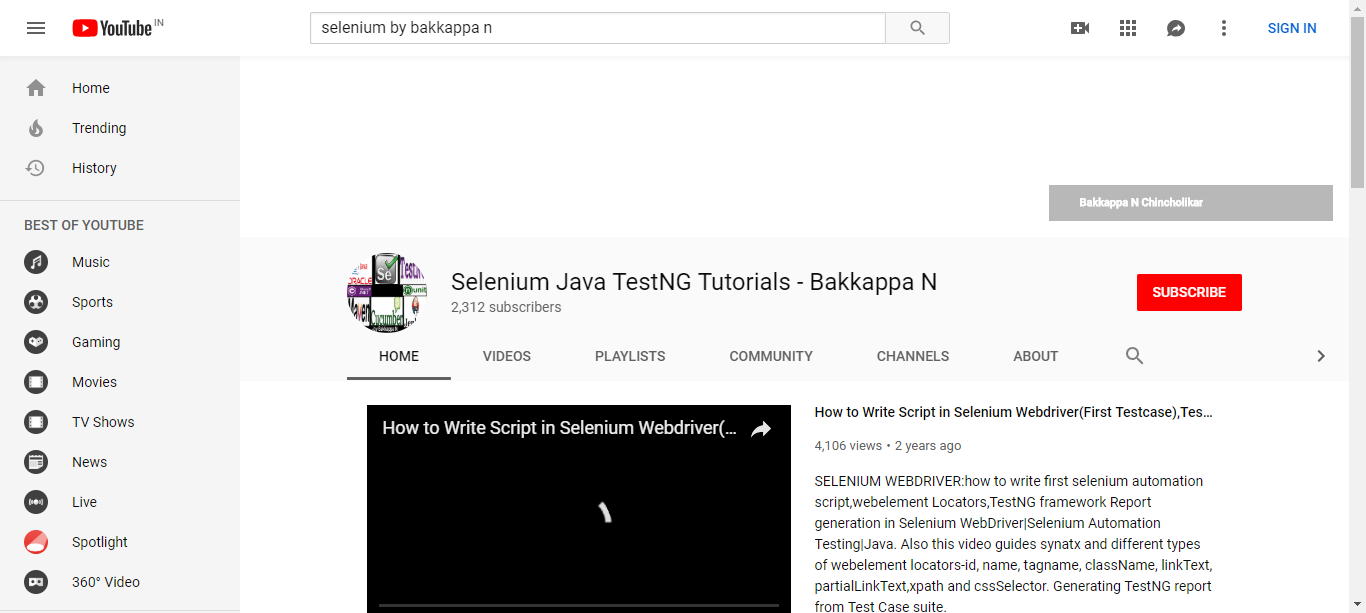 YouTube IN
selenium by bakkappa n
SIGN IN
Home
Trending
History
BEST OF YOUTUBE
Music
Sports
Gaming
Movies
TV Shows
News
Live
Spotlight
360° Video
Bakkappa N Chincholikar
Selenium Java TestNG Tutorials - Bakkappa N
2,312 subscribers
SUBSCRIBE
HOME VIDEOS PLAYLISTS COMMUNITY CHANNELS ABOUT
How to Write Script in Selenium Webdriver(...
How to Write Script in Selenium Webdriver(First Testcase),Tes...
4,106 views • 2 years ago
SELENIUM WEBDRIVER:how to write first selenium automation
script,webelement Locators,TestNG framework Report
generation in Selenium WebDriver|Selenium Automation
Testing|Java. Also this video guides synatx and different types
of webelement locators-id, name, tagname, className, linkText,
partialLinkText,xpath and cssSelector. Generating TestNG report
from Test Case suite.